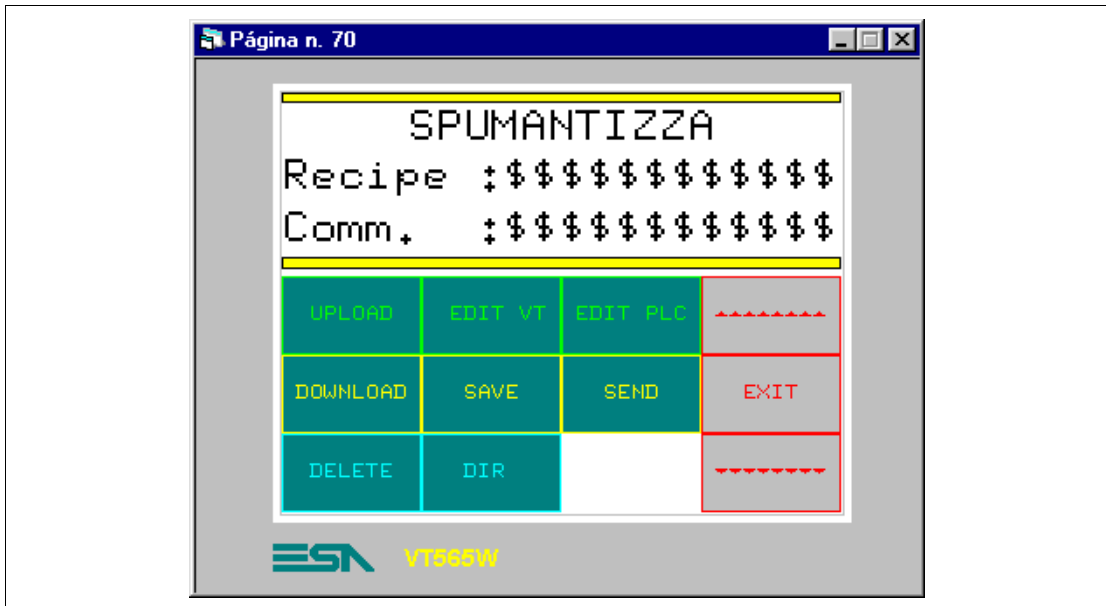 Página n. 70
SPUMANTIZZA
Recipe :$$$$$$$$$$$$
Comm. :$$$$$$$$$$$$
UPLOAD EDIT VT EDIT PLC
DOWNLOAD SAVE SEND EXIT
DELETE DIR
ESA VT565W